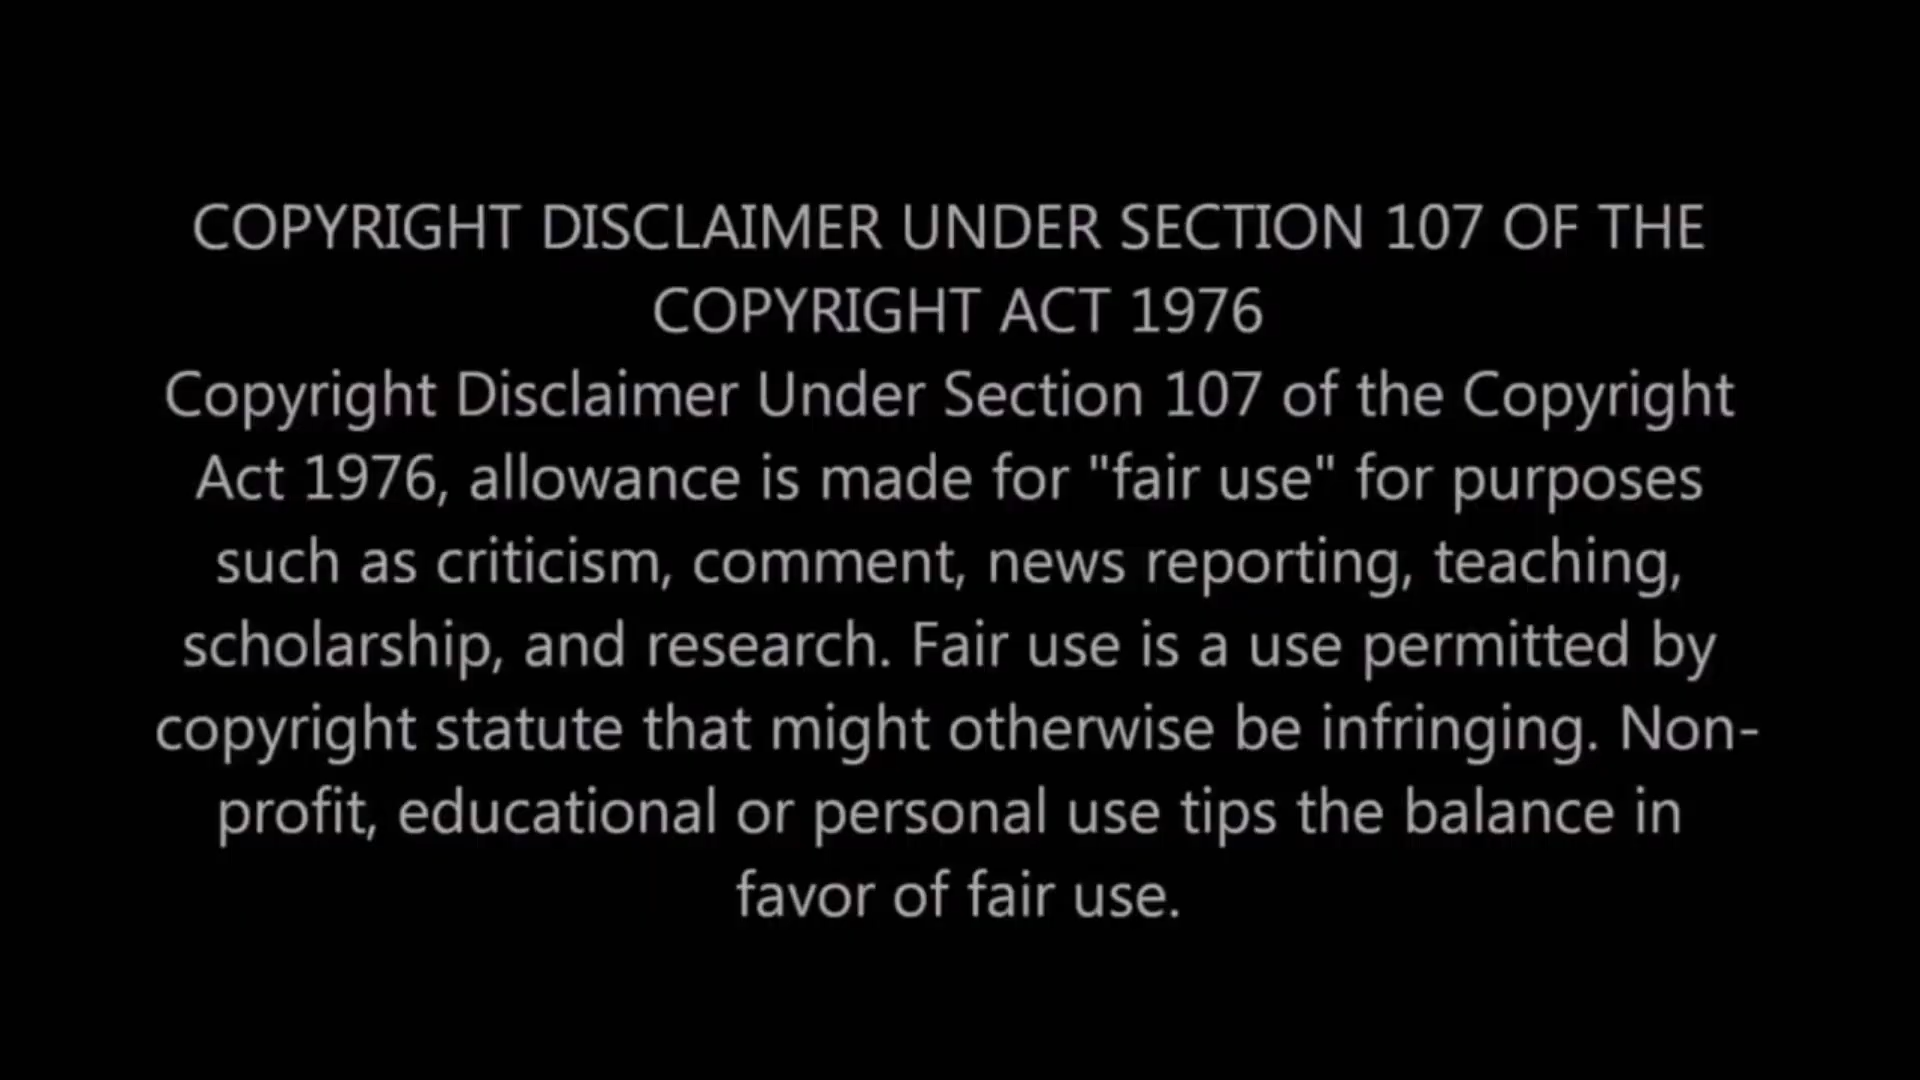 COPYRIGHT DISCLAIMER UNDER SECTION 107 OF THE
COPYRIGHT ACT 1976
Copyright Disclaimer Under Section 107 of the Copyright
Act 1976, allowance is made for "fair use" for purposes
such as criticism, comment, news reporting, teaching,
scholarship, and research. Fair use is a use permitted by
copyright statute that might otherwise be infringing. Non-
profit, educational or personal use tips the balance in
favor of fair use.